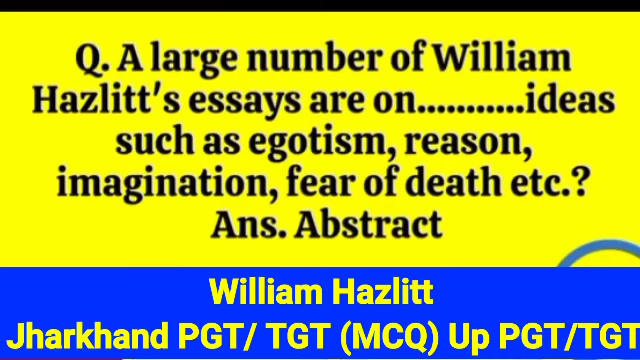 Q. A large number of William
Hazlitt's essays are on...........ideas
such as egotism, reason,
imagination, fear of death etc.?
Ans. Abstract
William Hazlitt
Jharkhand PGT/ TGT (MCQ) Up PGT/TGT